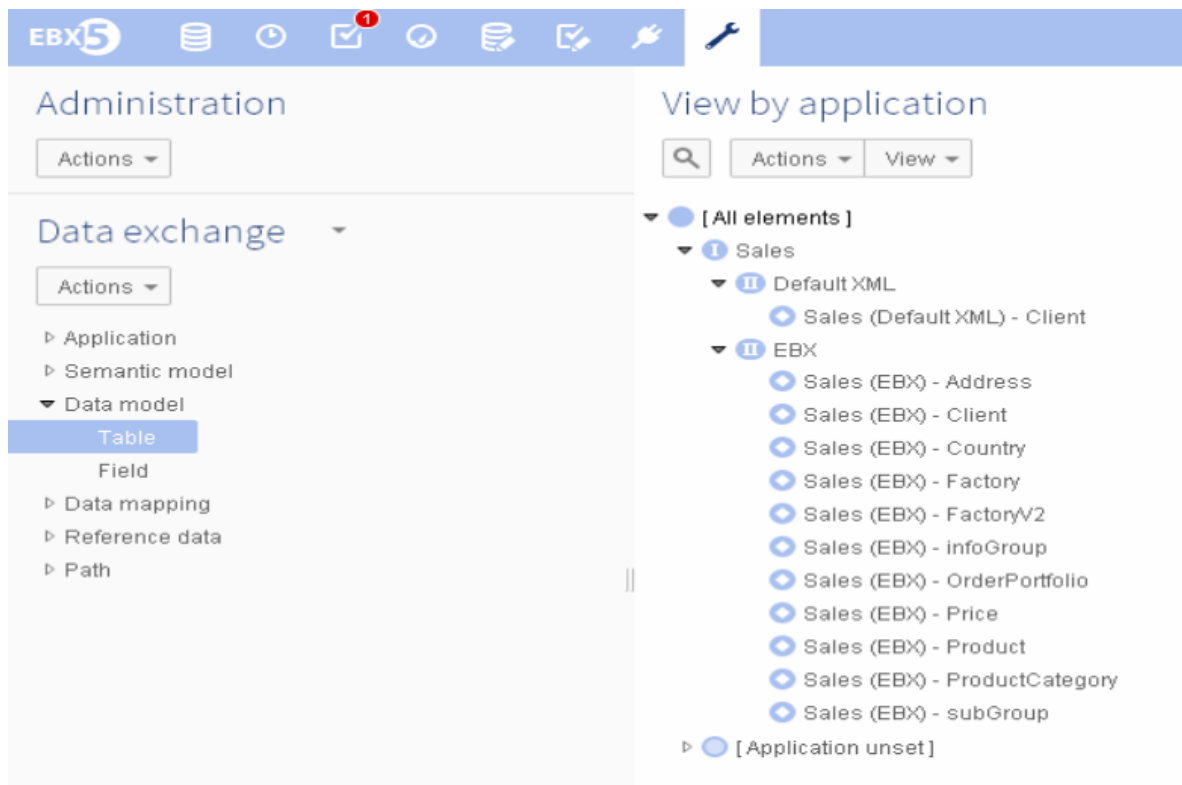 EBX5
1
Administration
Actions
Data exchange
Actions
Application
Semantic model
Data model
Table
Field
Data mapping
Reference data
Path
View by application
Actions View
[ All elements ]
I Sales
II Default XML
Sales (Default XML) - Client
II EBX
Sales (EBX) - Address
Sales (EBX) - Client
Sales (EBX) - Country
Sales (EBX) - Factory
Sales (EBX) - FactoryV2
Sales (EBX) - infoGroup
Sales (EBX) - OrderPortfolio
Sales (EBX) - Price
Sales (EBX) - Product
Sales (EBX) - ProductCategory
Sales (EBX) - subGroup
[ Application unset ]